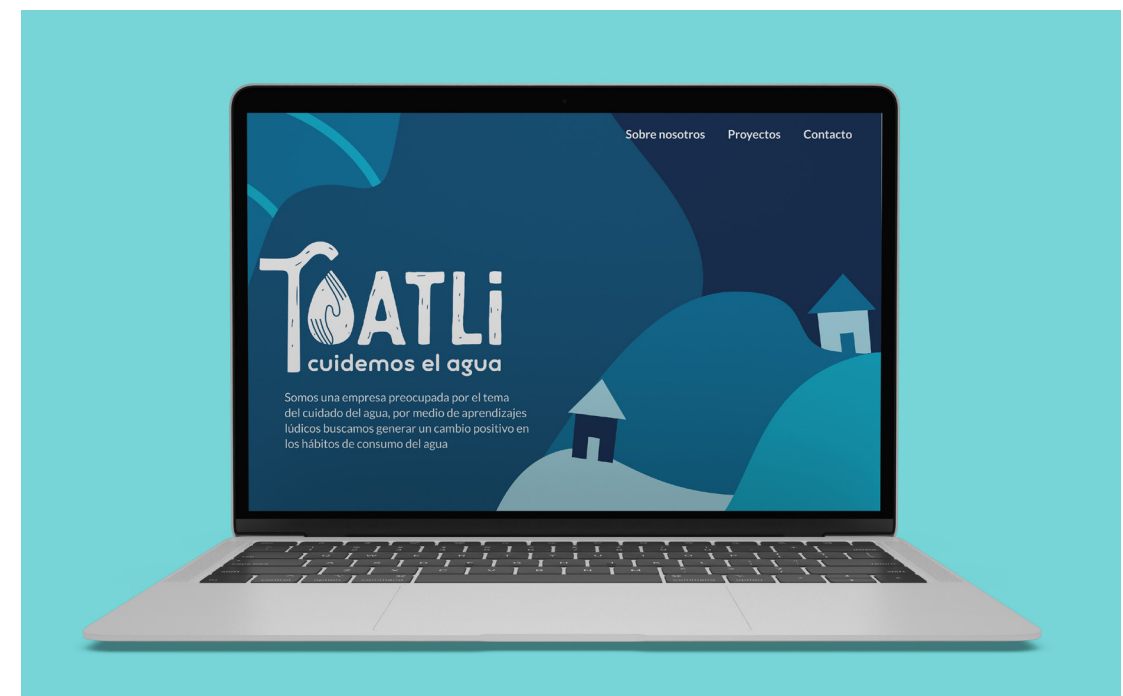 Sobre nosotros Proyectos Contacto
TOATLi
cuidemos el agua
Somos una empresa preocupada por el tema
del cuidado del agua, por medio de aprendizajes
lúdicos buscamos generar un cambio positivo en
los hábitos de consumo del agua